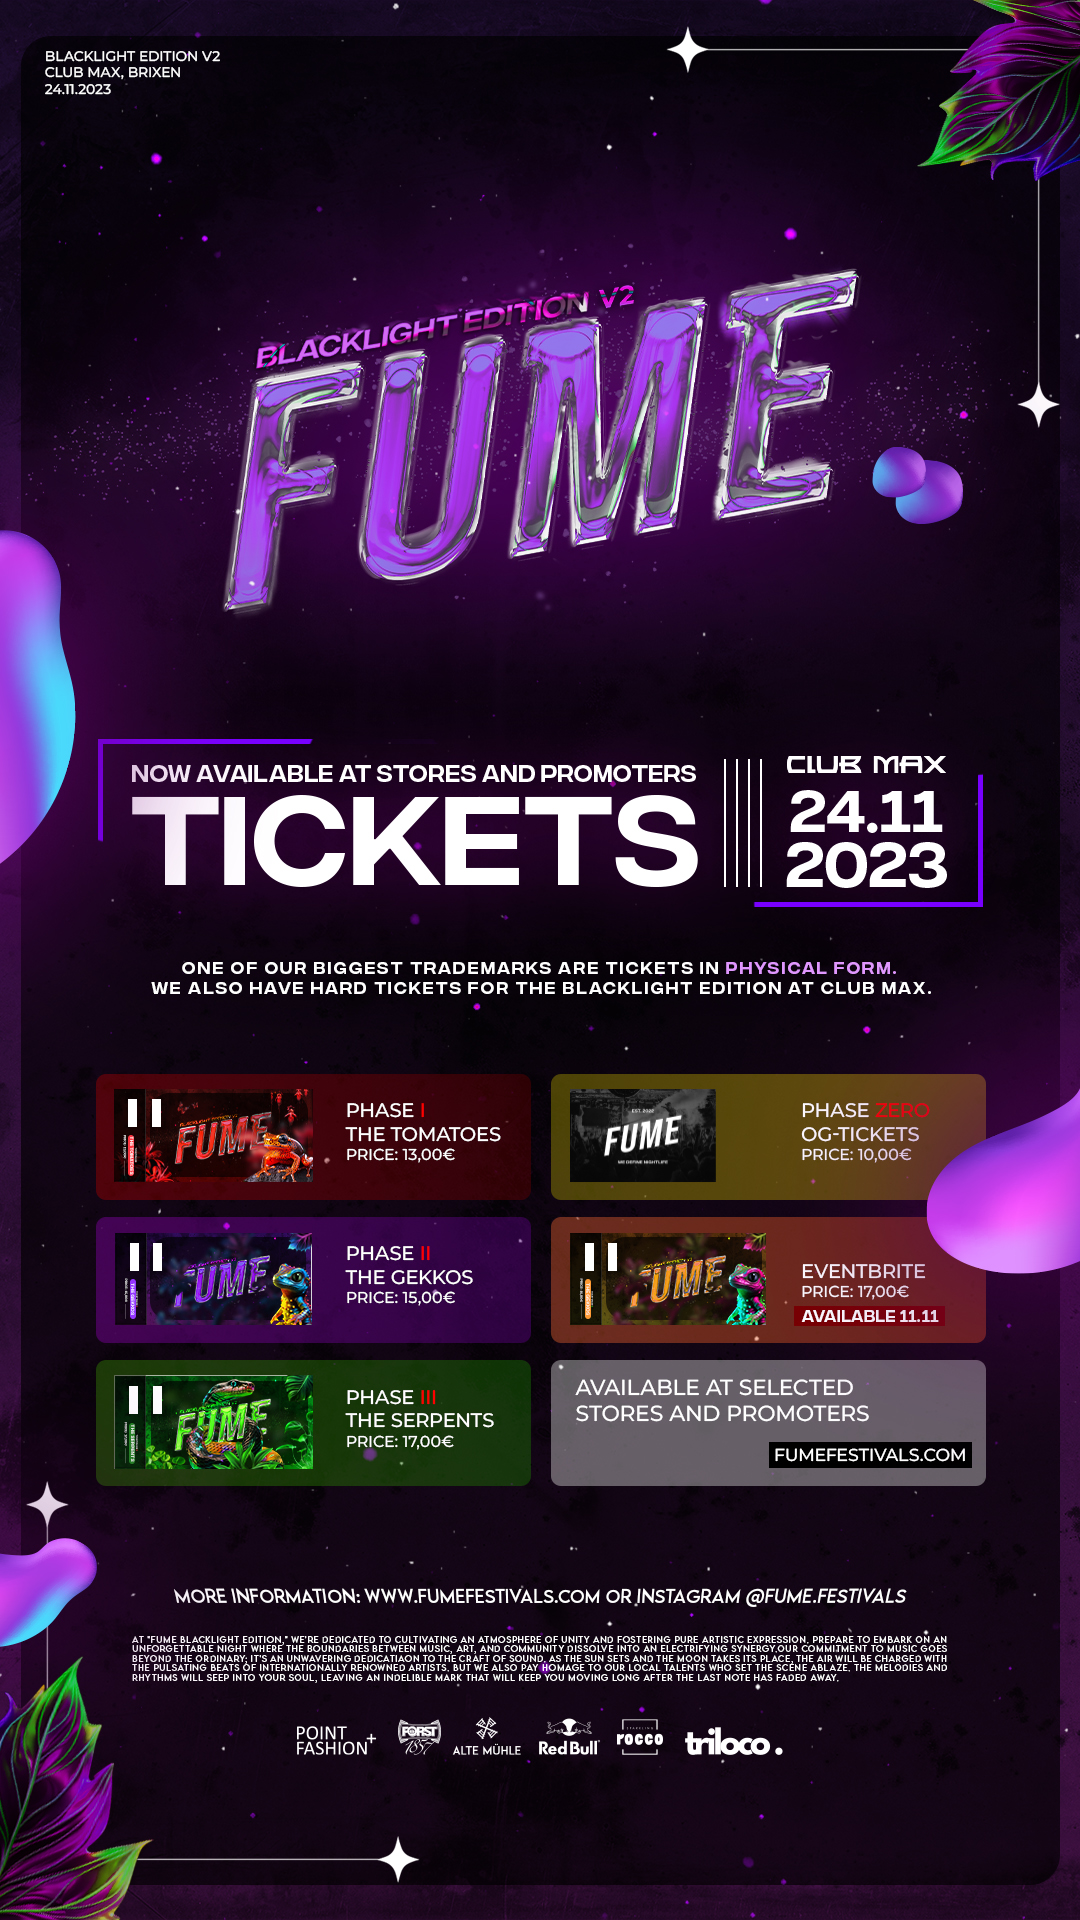 BLACKLIGHT EDITION V2
CLUB MAX, BRIXEN
24.11.2023
BLACKLIGHT EDITION V2
FUME
NOW AVAILABLE AT STORES AND PROMOTERS
TICKETS
CLUB MAX
24.11
2023
ONE OF OUR BIGGEST TRADEMARKS ARE TICKETS IN PHYSICAL FORM.
WE ALSO HAVE HARD TICKETS FOR THE BLACKLIGHT EDITION AT CLUB MAX.
FUME
PHASE I
THE TOMATOES
PRICE: 13,00€
EST. 2022
FUME
WE DEFINE NIGHTLIFE
PHASE ZERO
OG-TICKETS
PRICE: 10,00€
FUME
PHASE II
THE GEKKOS
PRICE: 15,00€
FUME
EVENTBRITE
PRICE: 17,00€
AVAILABLE 11.11
FUME
PHASE III
THE SERPENTS
PRICE: 17,00€
AVAILABLE AT SELECTED
STORES AND PROMOTERS
FUMEFESTIVALS.COM
MORE INFORMATION: WWW.FUMEFESTIVALS.COM OR INSTAGRAM @FUME.FESTIVALS
AT "FUME BLACKLIGHT EDITION," WE'RE DEDICATED TO CULTIVATING AN ATMOSPHERE OF UNITY AND FOSTERING PURE ARTISTIC EXPRESSION. PREPARE TO EMBARK ON AN
UNFORGETTABLE NIGHT WHERE THE BOUNDARIES BETWEEN MUSIC, ART, AND COMMUNITY DISSOLVE INTO AN ELECTRIFYING SYNERGY.OUR COMMITMENT TO MUSIC GOES
BEYOND THE ORDINARY; IT'S AN UNWAVERING DEDICATIAON TO THE CRAFT OF SOUND. AS THE SUN SETS AND THE MOON TAKES ITS PLACE, THE AIR WILL BE CHARGED WITH
THE PULSATING BEATS OF INTERNATIONALLY RENOWNED ARTISTS, BUT WE ALSO PAY HOMAGE TO OUR LOCAL TALENTS WHO SET THE SCENE ABLAZE. THE MELODIES AND
RHYTHMS WILL SEEP INTO YOUR SOUL, LEAVING AN INDELIBLE MARK THAT WILL KEEP YOU MOVING LONG AFTER THE LAST NOTE HAS FADED AWAY.
POINT
FASHION+
FORST
1857
ALTE MÜHLE
Red Bull
rocco
triloco.